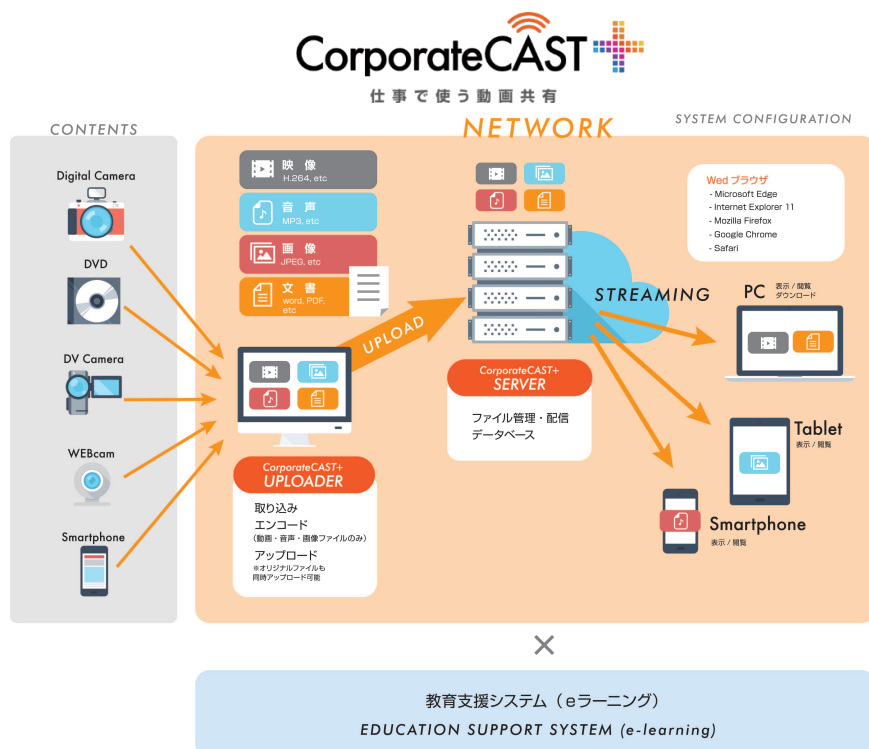 CorporateCAST
仕事で使う動画共有
CONTENTS
NETWORK
SYSTEM CONFIGURATION
Digital Camera
DVD
DV Camera
WEBcam
Smartphone
映像
H.264, etc
音声
MP3, etc
画像
JPEG, etc
文書
word, PDF,
etc
UPLOAD
CorporateCAST+
UPLOADER
取り込み
エンコード
(動画・音声・画像ファイルのみ)
アップロード
※オリジナルファイルも
同時アップロード可能
CorporateCAST+
SERVER
ファイル管理・配信
データベース
STREAMING
Wed ブラウザ
- Microsoft Edge
- Internet Explorer 11
- Mozilla Firefox
- Google Chrome
- Safari
PC
表示 / 閲覧
ダウンロード
Tablet
表示 / 閲覧
Smartphone
表示 / 閲覧
×
教育支援システム（eラーニング）
EDUCATION SUPPORT SYSTEM (e-learning)